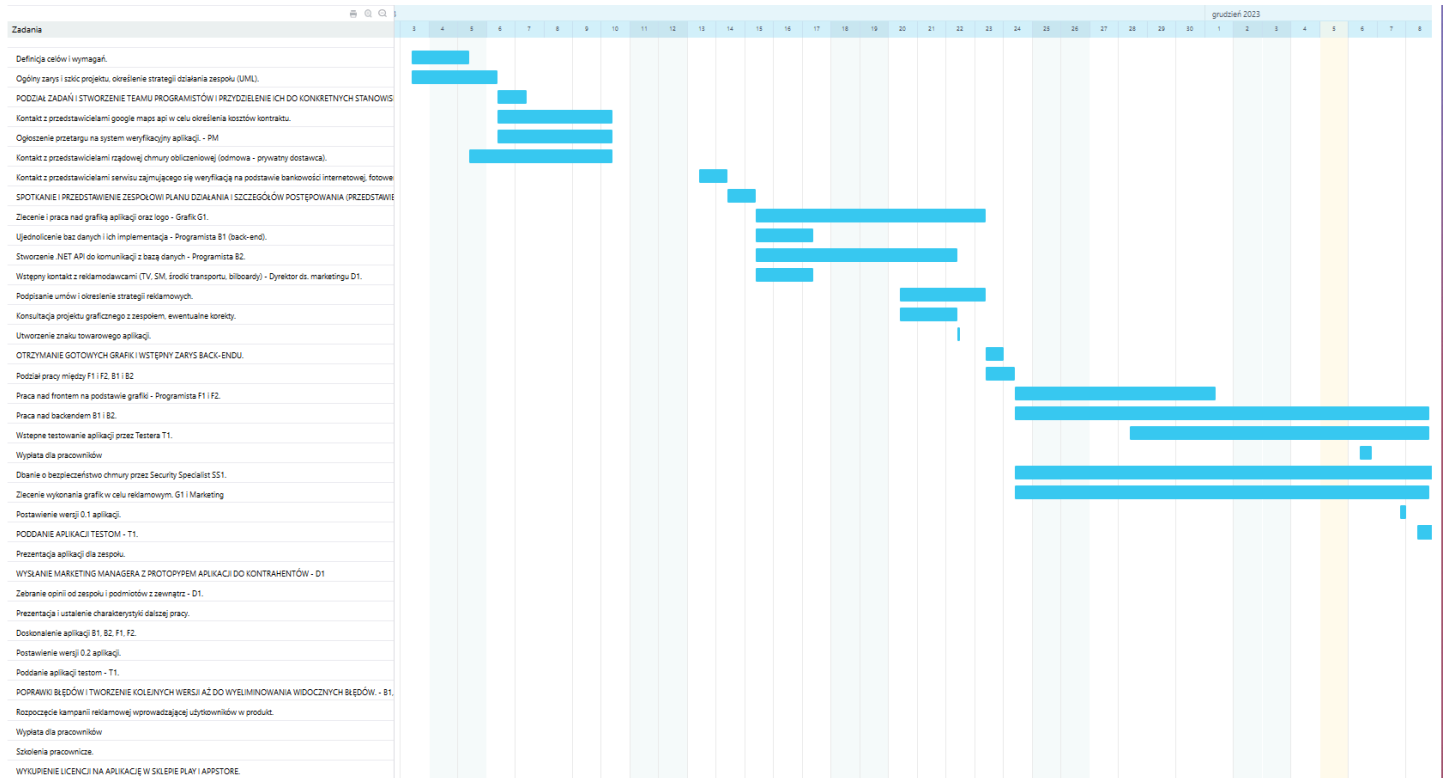 grudzień 2023
Zadania
3 4 5 6 7 8 9 10 11 12 13 14 15 16 17 18 19 20 21 22 23 24 25 26 27 28 29 30 1 2 3 4 5 6 7 8
Definicja celów i wymagań.
Ogólny zarys i szkic projektu, określenie strategii działania zespołu (UML).
PODZIAŁ ZADAŃ I STWORZENIE TEAMU PROGRAMISTÓW I PRZYDZIELENIE ICH DO KONKRETNYCH STANOWIS
Kontakt z przedstawicielami google maps api w celu określenia kosztów kontraktu.
Ogłoszenie przetargu na system weryfikacyjny aplikacji. - PM
Kontakt z przedstawicielami rządowej chmury obliczeniowej (odmowa - prywatny dostawca).
Kontakt z przedstawicielami serwisu zajmującego się weryfikacją na podstawie bankowości internetowej, fotowe
SPOTKANIE I PRZEDSTAWIENIE ZESPOŁOWI PLANU DZIAŁANIA I SZCZEGÓŁÓW POSTĘPOWANIA (PRZEDSTAWIE
Zlecenie i praca nad grafiką aplikacji oraz logo - Grafik G1.
Ujednolicenie baz danych i ich implementacja - Programista B1 (back-end).
Stworzenie .NET API do komunikacji z bazą danych - Programista B2.
Wstępny kontakt z reklamodawcami (TV, SM, środki transportu, bilboardy) - Dyrektor ds. marketingu D1.
Podpisanie umów i okreslenie strategii reklamowych.
Konsultacja projektu graficznego z zespołem, ewentualne korekty.
Utworzenie znaku towarowego aplikacji.
OTRZYMANIE GOTOWYCH GRAFIK I WSTĘPNY ZARYS BACK-ENDU.
Podział pracy między F1 i F2, B1 i B2
Praca nad frontem na podstawie grafiki - Programista F1 i F2.
Praca nad backendem B1 i B2.
Wstepne testowanie aplikacji przez Testera T1.
Wypłata dla pracowników
Dbanie o bezpieczeństwo chmury przez Security Specialist SS1.
Zlecenie wykonania grafik w celu reklamowym. G1 i Marketing
Postawienie wersji 0.1 aplikacji.
PODDANIE APLIKACJI TESTOM - T1.
Prezentacja aplikacji dla zespołu.
WYSŁANIE MARKETING MANAGERA Z PROTOPYPEM APLIKACJI DO KONTRAHENTÓW - D1
Zebranie opinii od zespołu i podmiotów z zewnątrz - D1.
Prezentacja i ustalenie charakterystyki dalszej pracy.
Doskonalenie aplikacji B1, B2, F1, F2.
Postawienie wersji 0.2 aplikacji.
Poddanie aplikacji testom - T1.
POPRAWKI BŁĘDÓW I TWORZENIE KOLEJNYCH WERSJI AŻ DO WYELIMINOWANIA WIDOCZNYCH BŁĘDÓW. - B1,
Rozpoczęcie kampanii reklamowej wprowadzającej użytkowników w produkt.
Wypłata dla pracowników
Szkolenia pracownicze.
WYKUPIENIE LICENCJI NA APLIKACJĘ W SKLEPIE PLAY I APPSTORE.